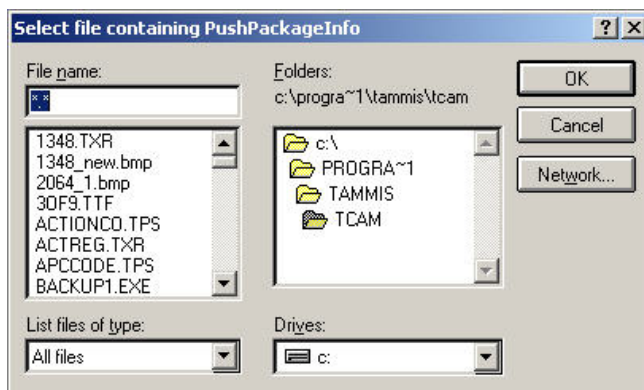 Select file containing PushPackageInfo
File name:
*.*
1348.TXR
1348_new.bmp
2064_1.bmp
3OF9.TTF
ACTIONCO.TPS
ACTREG.TXR
APCCODE.TPS
BACKUP1.EXE
List files of type:
All files
Folders:
c:\progra~1\tammis\tcam
c:\
PROGRA~1
TAMMIS
TCAM
Drives:
c:
OK
Cancel
Network...